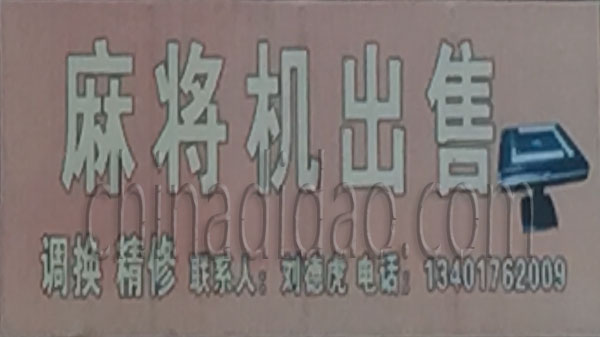 麻将机出售
chinadidao.com
调换 精修 联系人：刘德虎 电话：13401762009